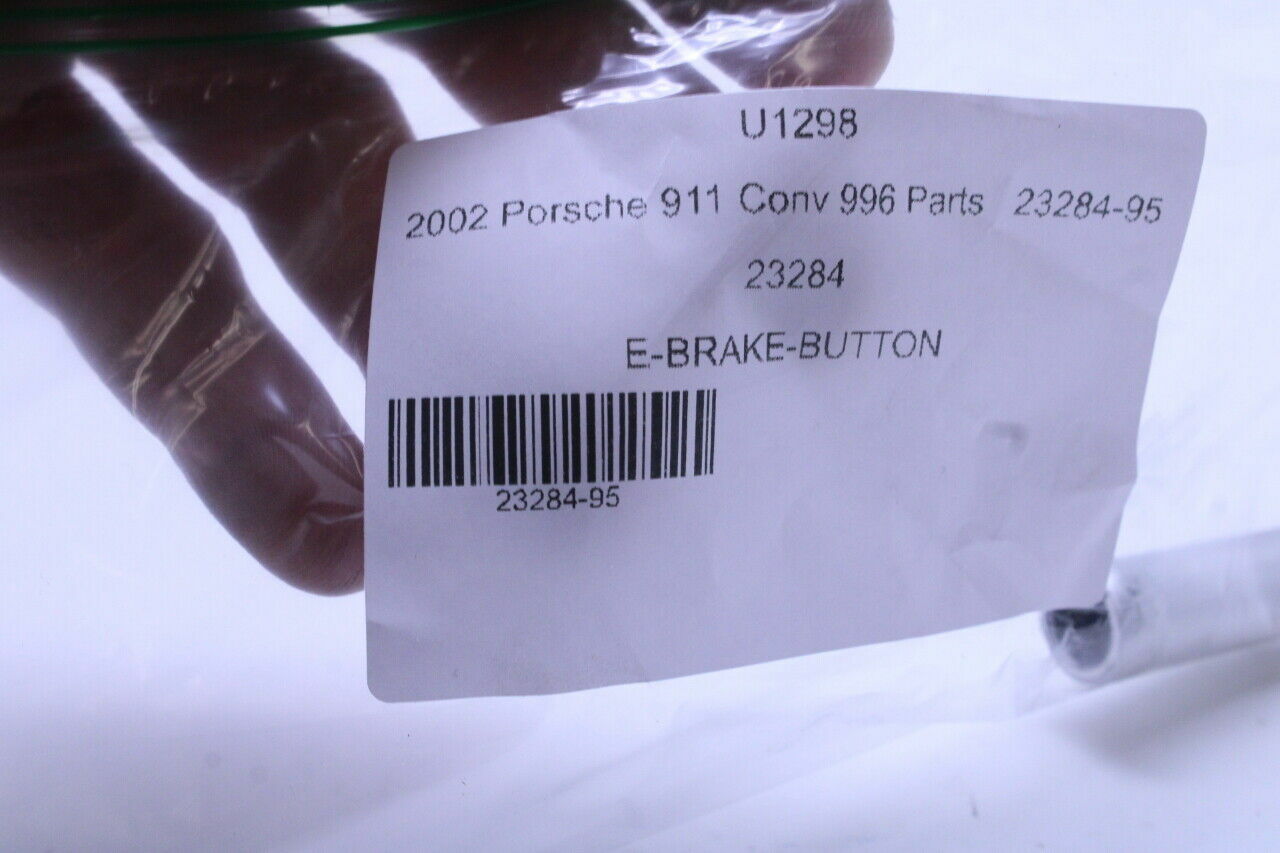 U1298
2002 Porsche 911 Conv 996 Parts 23284-95
23284
E-BRAKE-BUTTON
23284-95